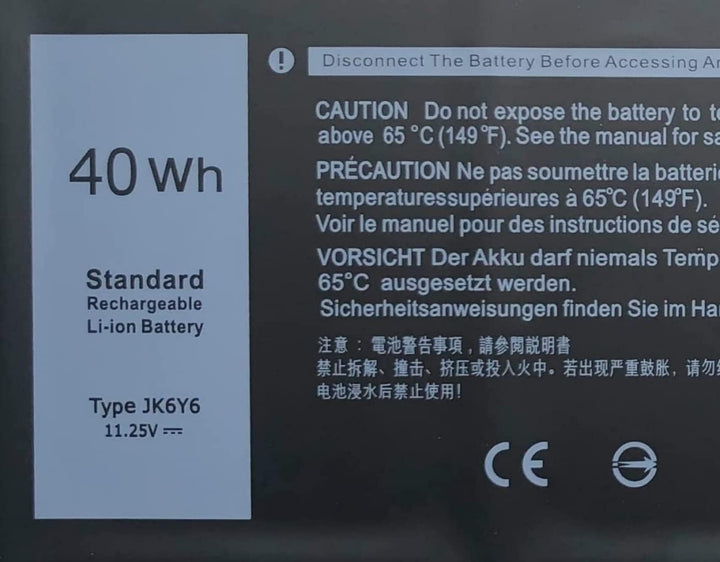 40 Wh
Standard
Rechargeable
Li-ion Battery
Type JK6Y6
11.25V ⎓
Disconnect The Battery Before Accessing
CAUTION Do not expose the battery to
above 65 °C (149 °F). See the manual for
PRÉCAUTION Ne pas soumettre la
temperaturessupérieures à 65°C (149°F).
Voir le manuel pour des instructions de
VORSICHT Der Akku darf niemals
65°C ausgesetzt werden.
Sicherheitsanweisungen finden Sie im
注意：電池警告事項，請參閱説明書
禁止拆解、撞击、挤压或投入火中。若出现严重鼓胀，请勿
电池浸水后禁止使用！
CE